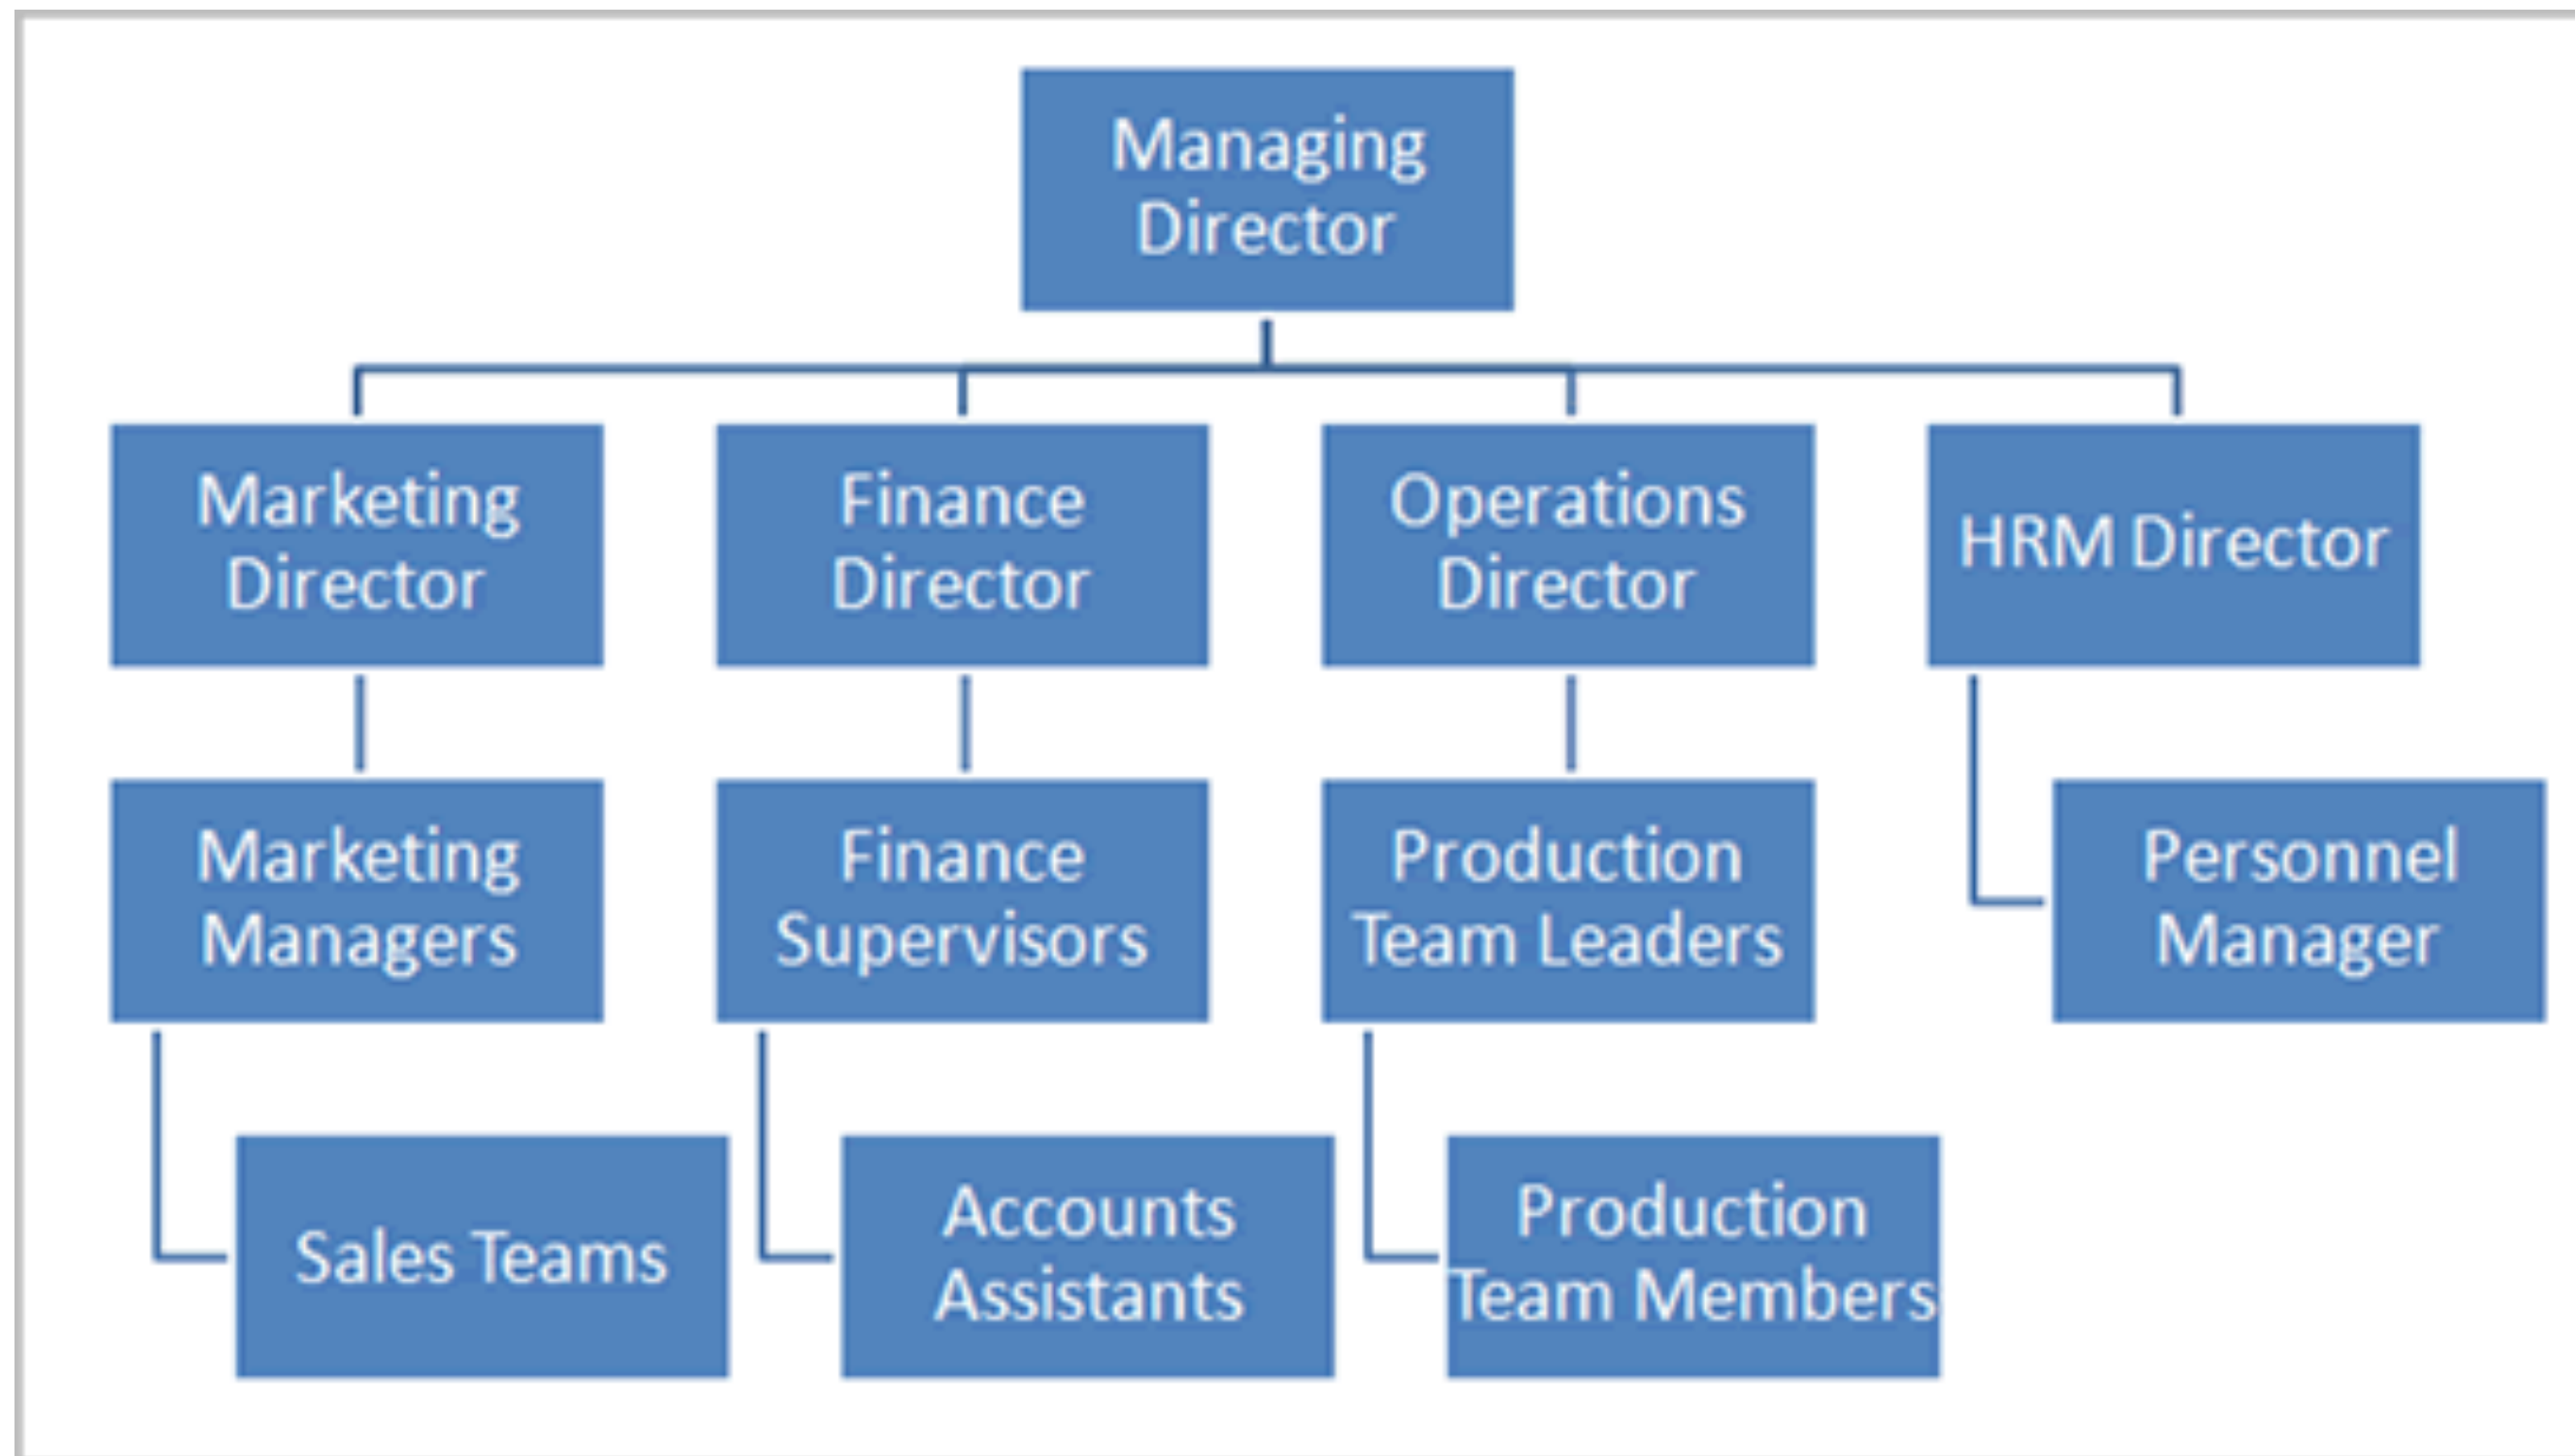 Managing
Director
Marketing
Director
Finance
Director
Operations
Director
HRM Director
Marketing
Managers
Finance
Supervisors
Production
Team Leaders
Personnel
Manager
Sales Teams
Accounts
Assistants
Production
Team Members